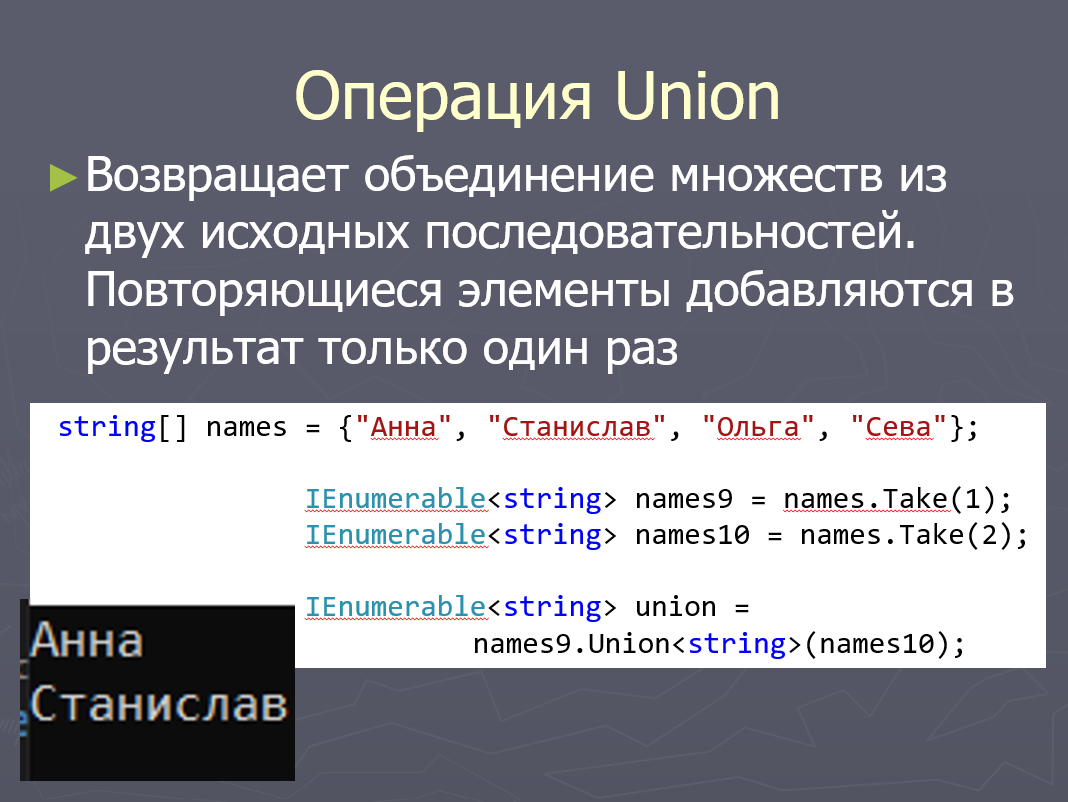 Операция Union
► Возвращает объединение множеств из
двух исходных последовательностей.
Повторяющиеся элементы добавляются в
результат только один раз
string[] names = {"Анна", "Станислав", "Ольга", "Сева"};
IEnumerable<string> names9 = names.Take(1);
IEnumerable<string> names10 = names.Take(2);
IEnumerable<string> union =
names9.Union<string>(names10);
Анна
Станислав